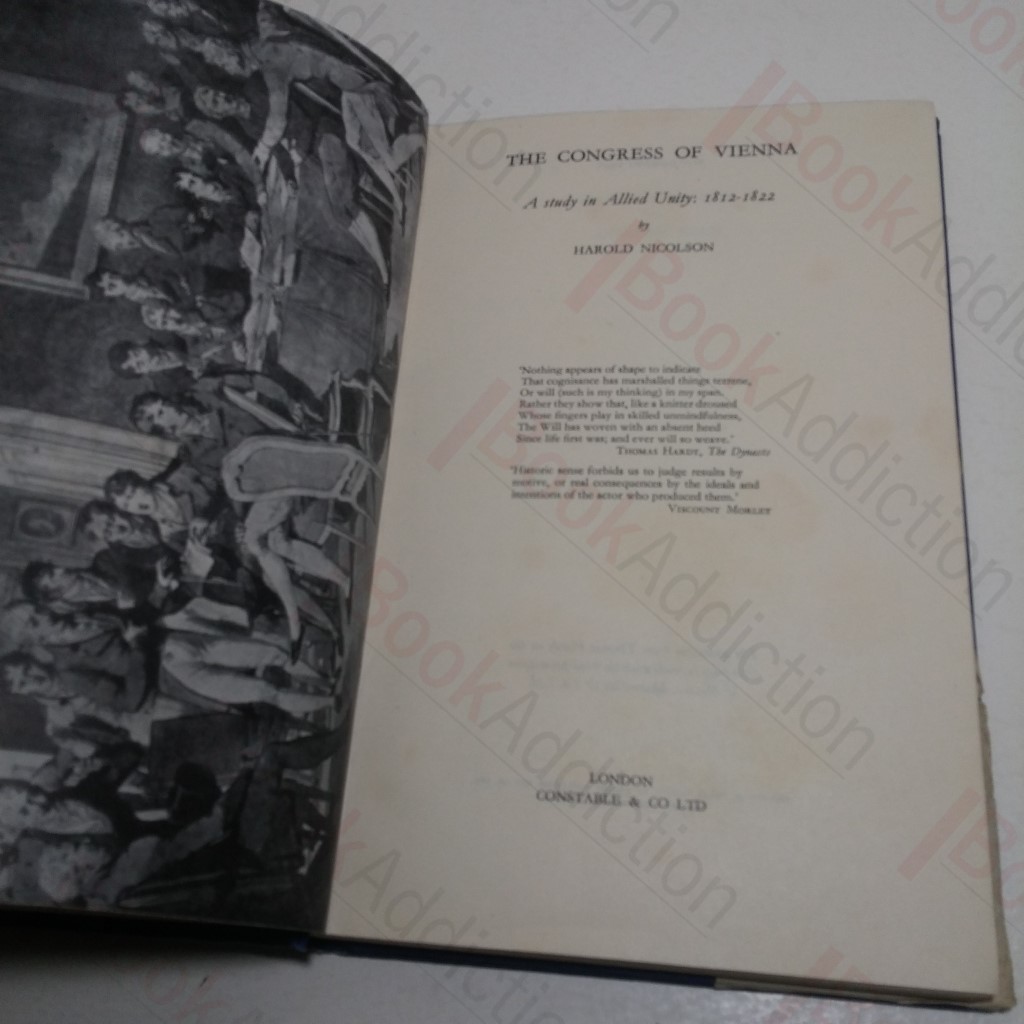 THE CONGRESS OF VIENNA
A study in Allied Unity: 1812-1822
by
HAROLD NICOLSON
'Nothing appears of shape to indicate
That cognisance has marshalled things terrene,
Or will (such is my thinking) in my span.
Rather they show that, like a knitter drowsed
Whose fingers play in skilled unmindfulness,
The Will has woven with an absent heed
Since life first was; and ever will so weave.'
THOMAS HARDY, The Dynasts
'Historic sense forbids us to judge results by
motive, or real consequences by the ideals and
intentions of the actor who produced them.'
VISCOUNT MORLEY
LONDON
CONSTABLE & CO LTD
BookAddiction
BookAddiction
BookAddiction
BookAddiction